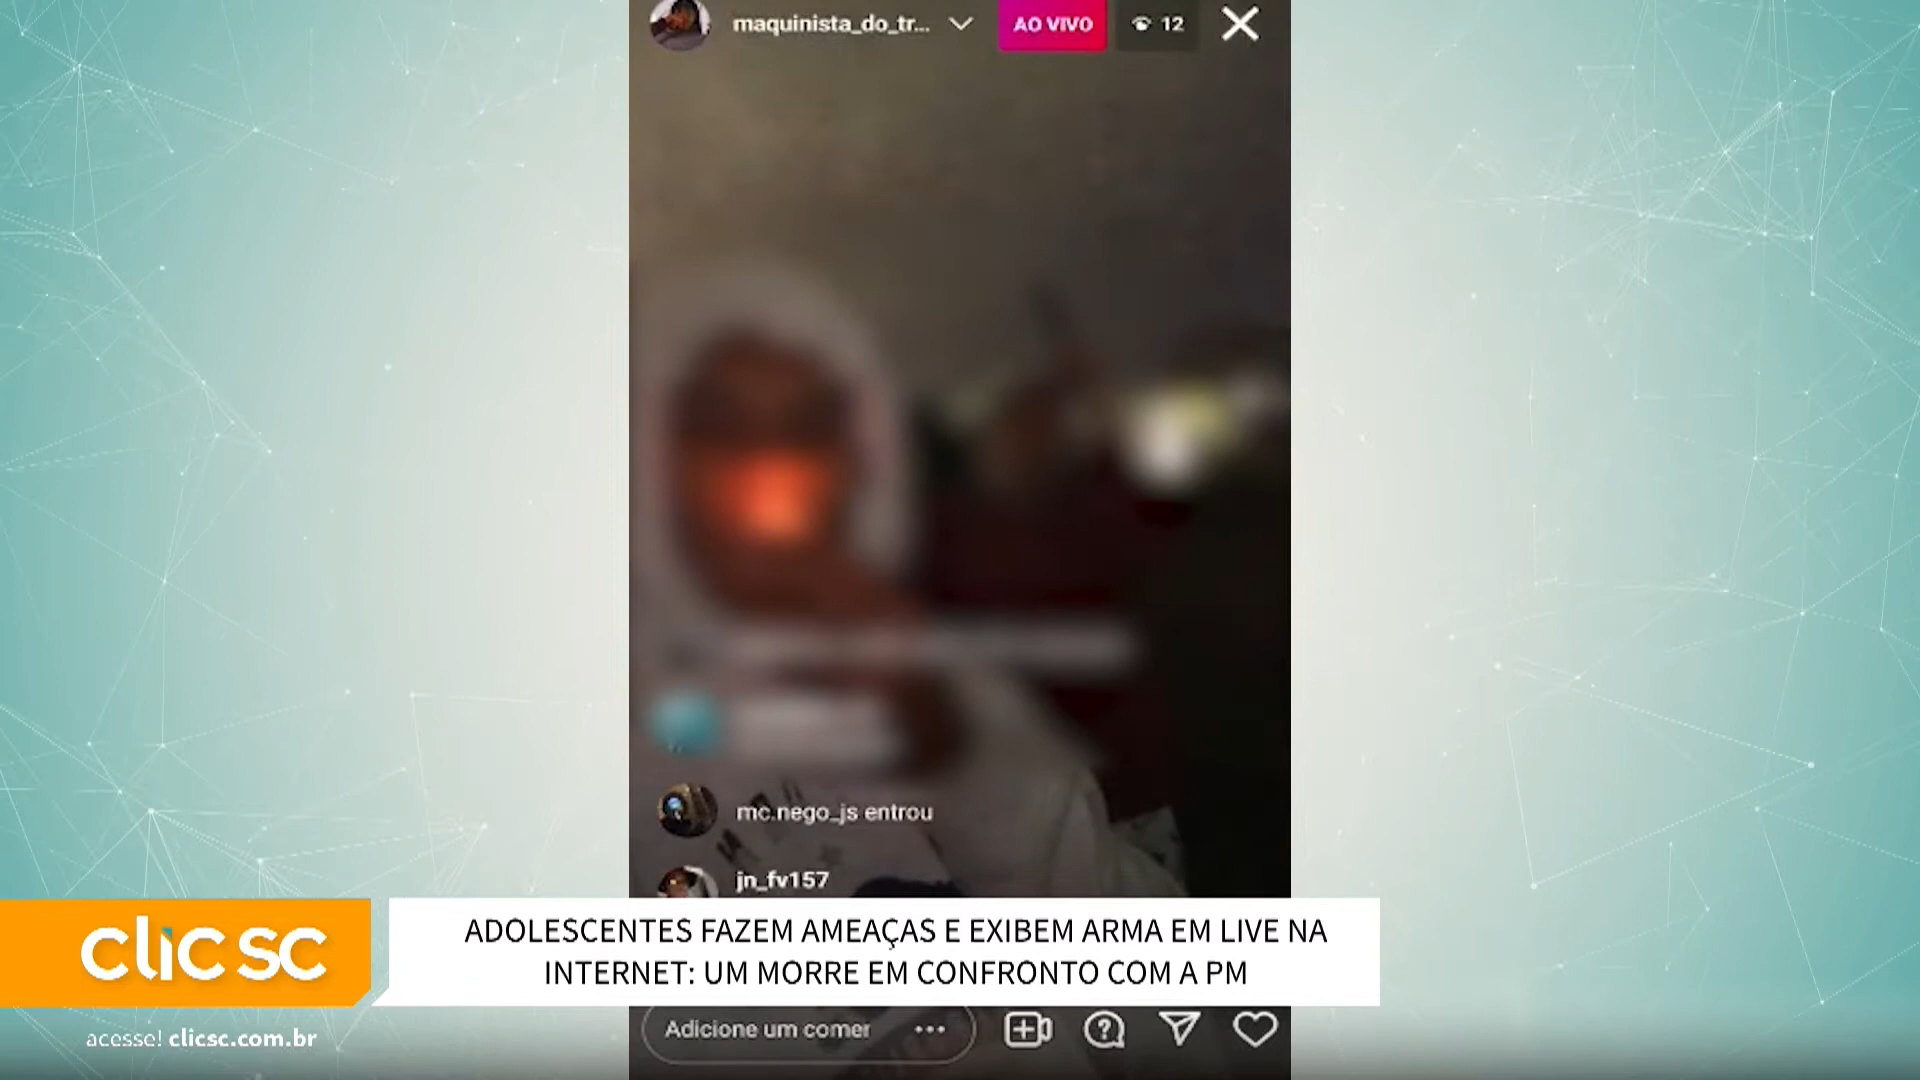 maquinista_do_tr...
AO VIVO
12
mc.nego_js entrou
jn_fv157
clic SC
ADOLESCENTES FAZEM AMEAÇAS E EXIBEM ARMA EM LIVE NA
INTERNET: UM MORRE EM CONFRONTO COM A PM
Adicione um comer
acesse! clicsc.com.br